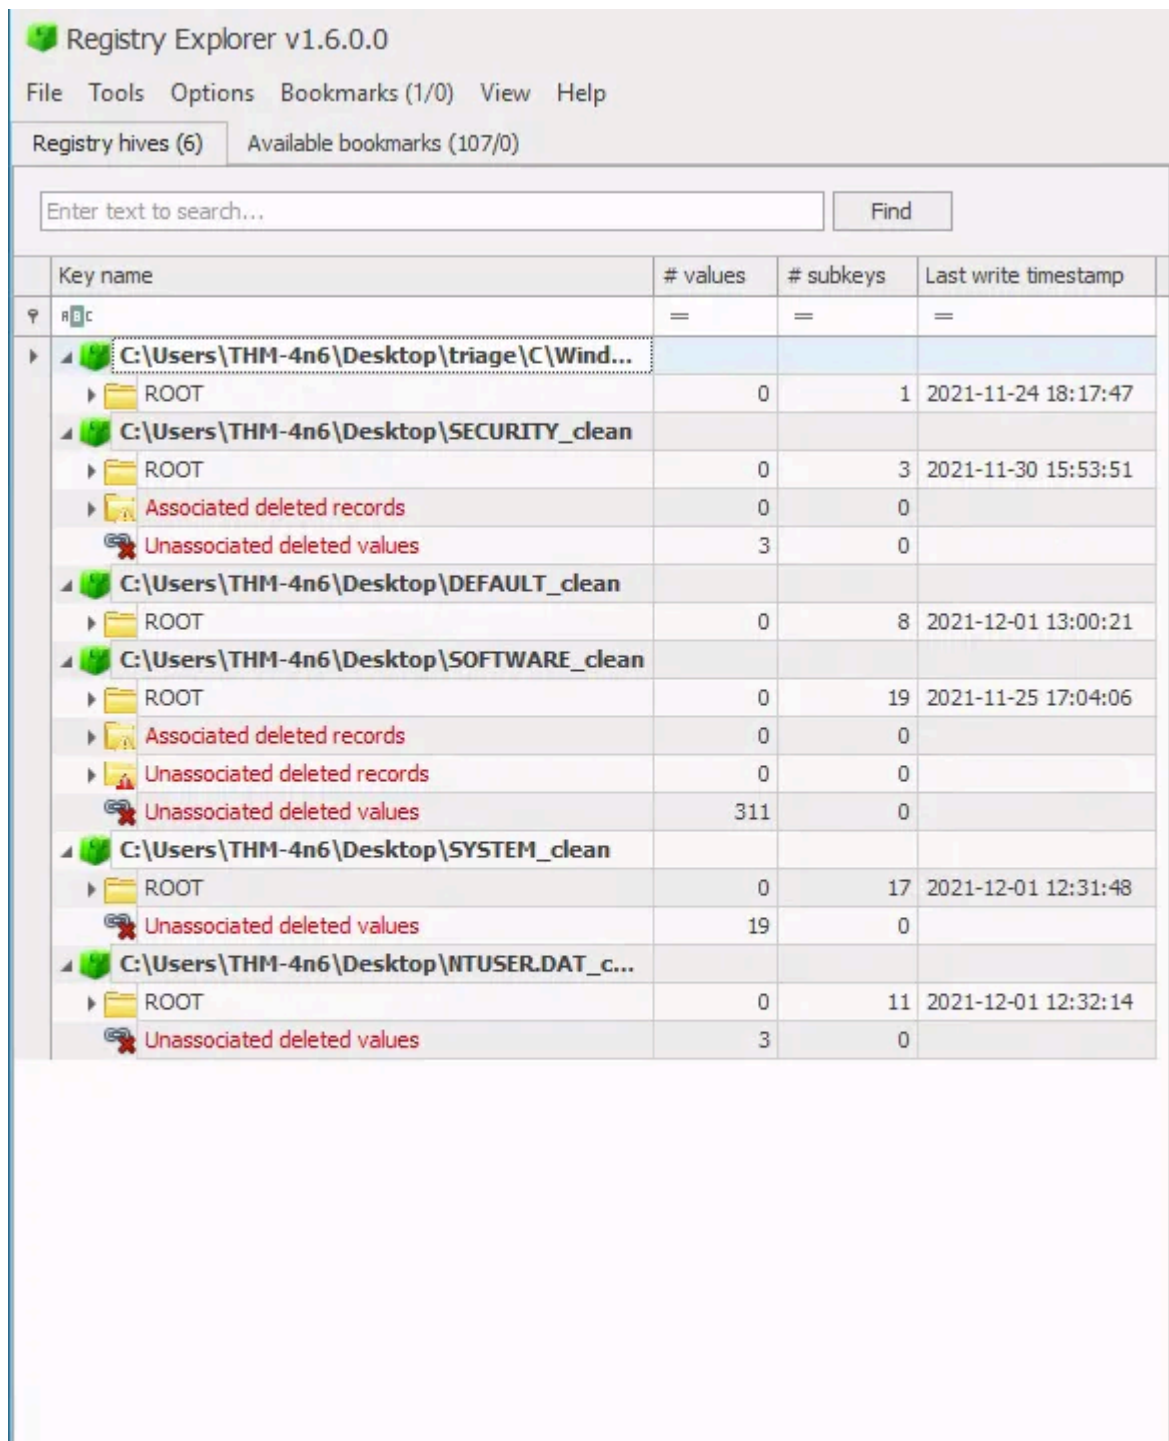 Registry Explorer v1.6.0.0
File Tools Options Bookmarks (1/0) View Help
Registry hives (6) Available bookmarks (107/0)
Enter text to search... Find
Key name # values # subkeys Last write timestamp
ABC = = =
C:\Users\THM-4n6\Desktop\triage\C\Wind...
ROOT 0 1 2021-11-24 18:17:47
C:\Users\THM-4n6\Desktop\SECURITY_clean
ROOT 0 3 2021-11-30 15:53:51
Associated deleted records 0 0
Unassociated deleted values 3 0
C:\Users\THM-4n6\Desktop\DEFAULT_clean
ROOT 0 8 2021-12-01 13:00:21
C:\Users\THM-4n6\Desktop\SOFTWARE_clean
ROOT 0 19 2021-11-25 17:04:06
Associated deleted records 0 0
Unassociated deleted records 0 0
Unassociated deleted values 311 0
C:\Users\THM-4n6\Desktop\SYSTEM_clean
ROOT 0 17 2021-12-01 12:31:48
Unassociated deleted values 19 0
C:\Users\THM-4n6\Desktop\NTUSER.DAT_c...
ROOT 0 11 2021-12-01 12:32:14
Unassociated deleted values 3 0